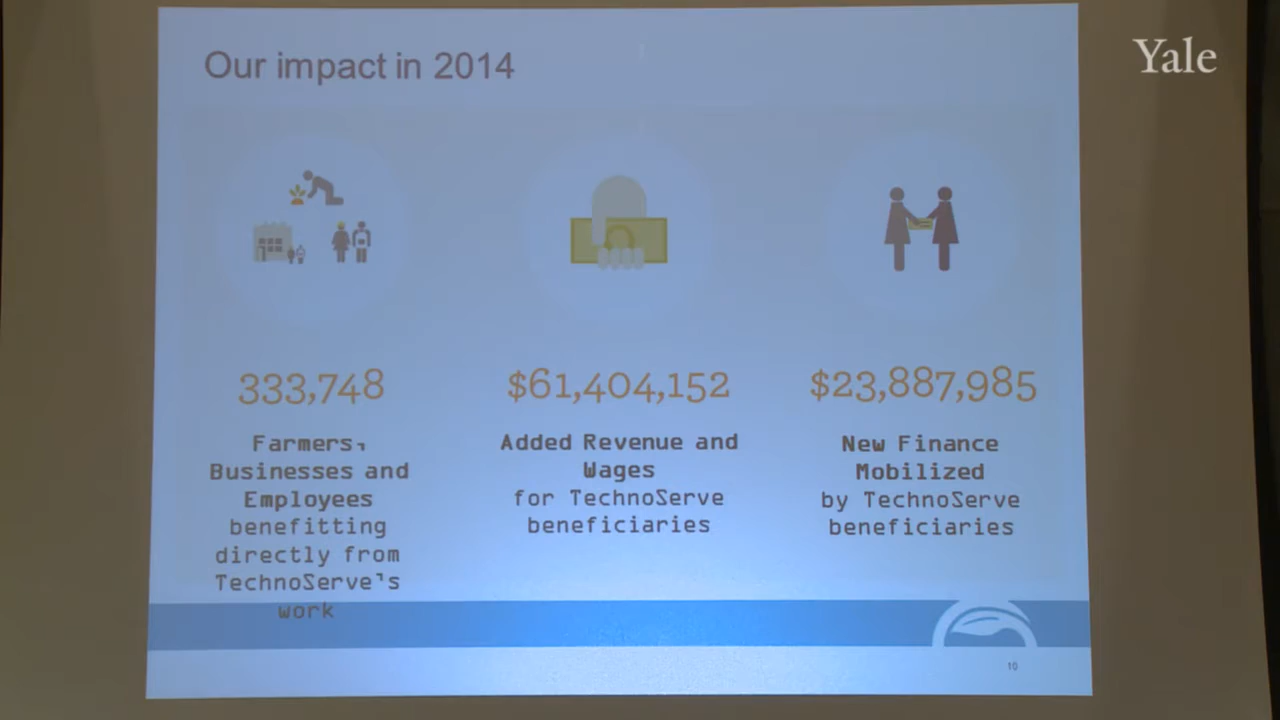 Our impact in 2014
Yale
333,748
Farmers,
Businesses and
Employees
benefitting
directly from
TechnoServe's
work
$61,404,152
Added Revenue and
Wages
for TechnoServe
beneficiaries
$23,887,985
New Finance
Mobilized
by TechnoServe
beneficiaries
10